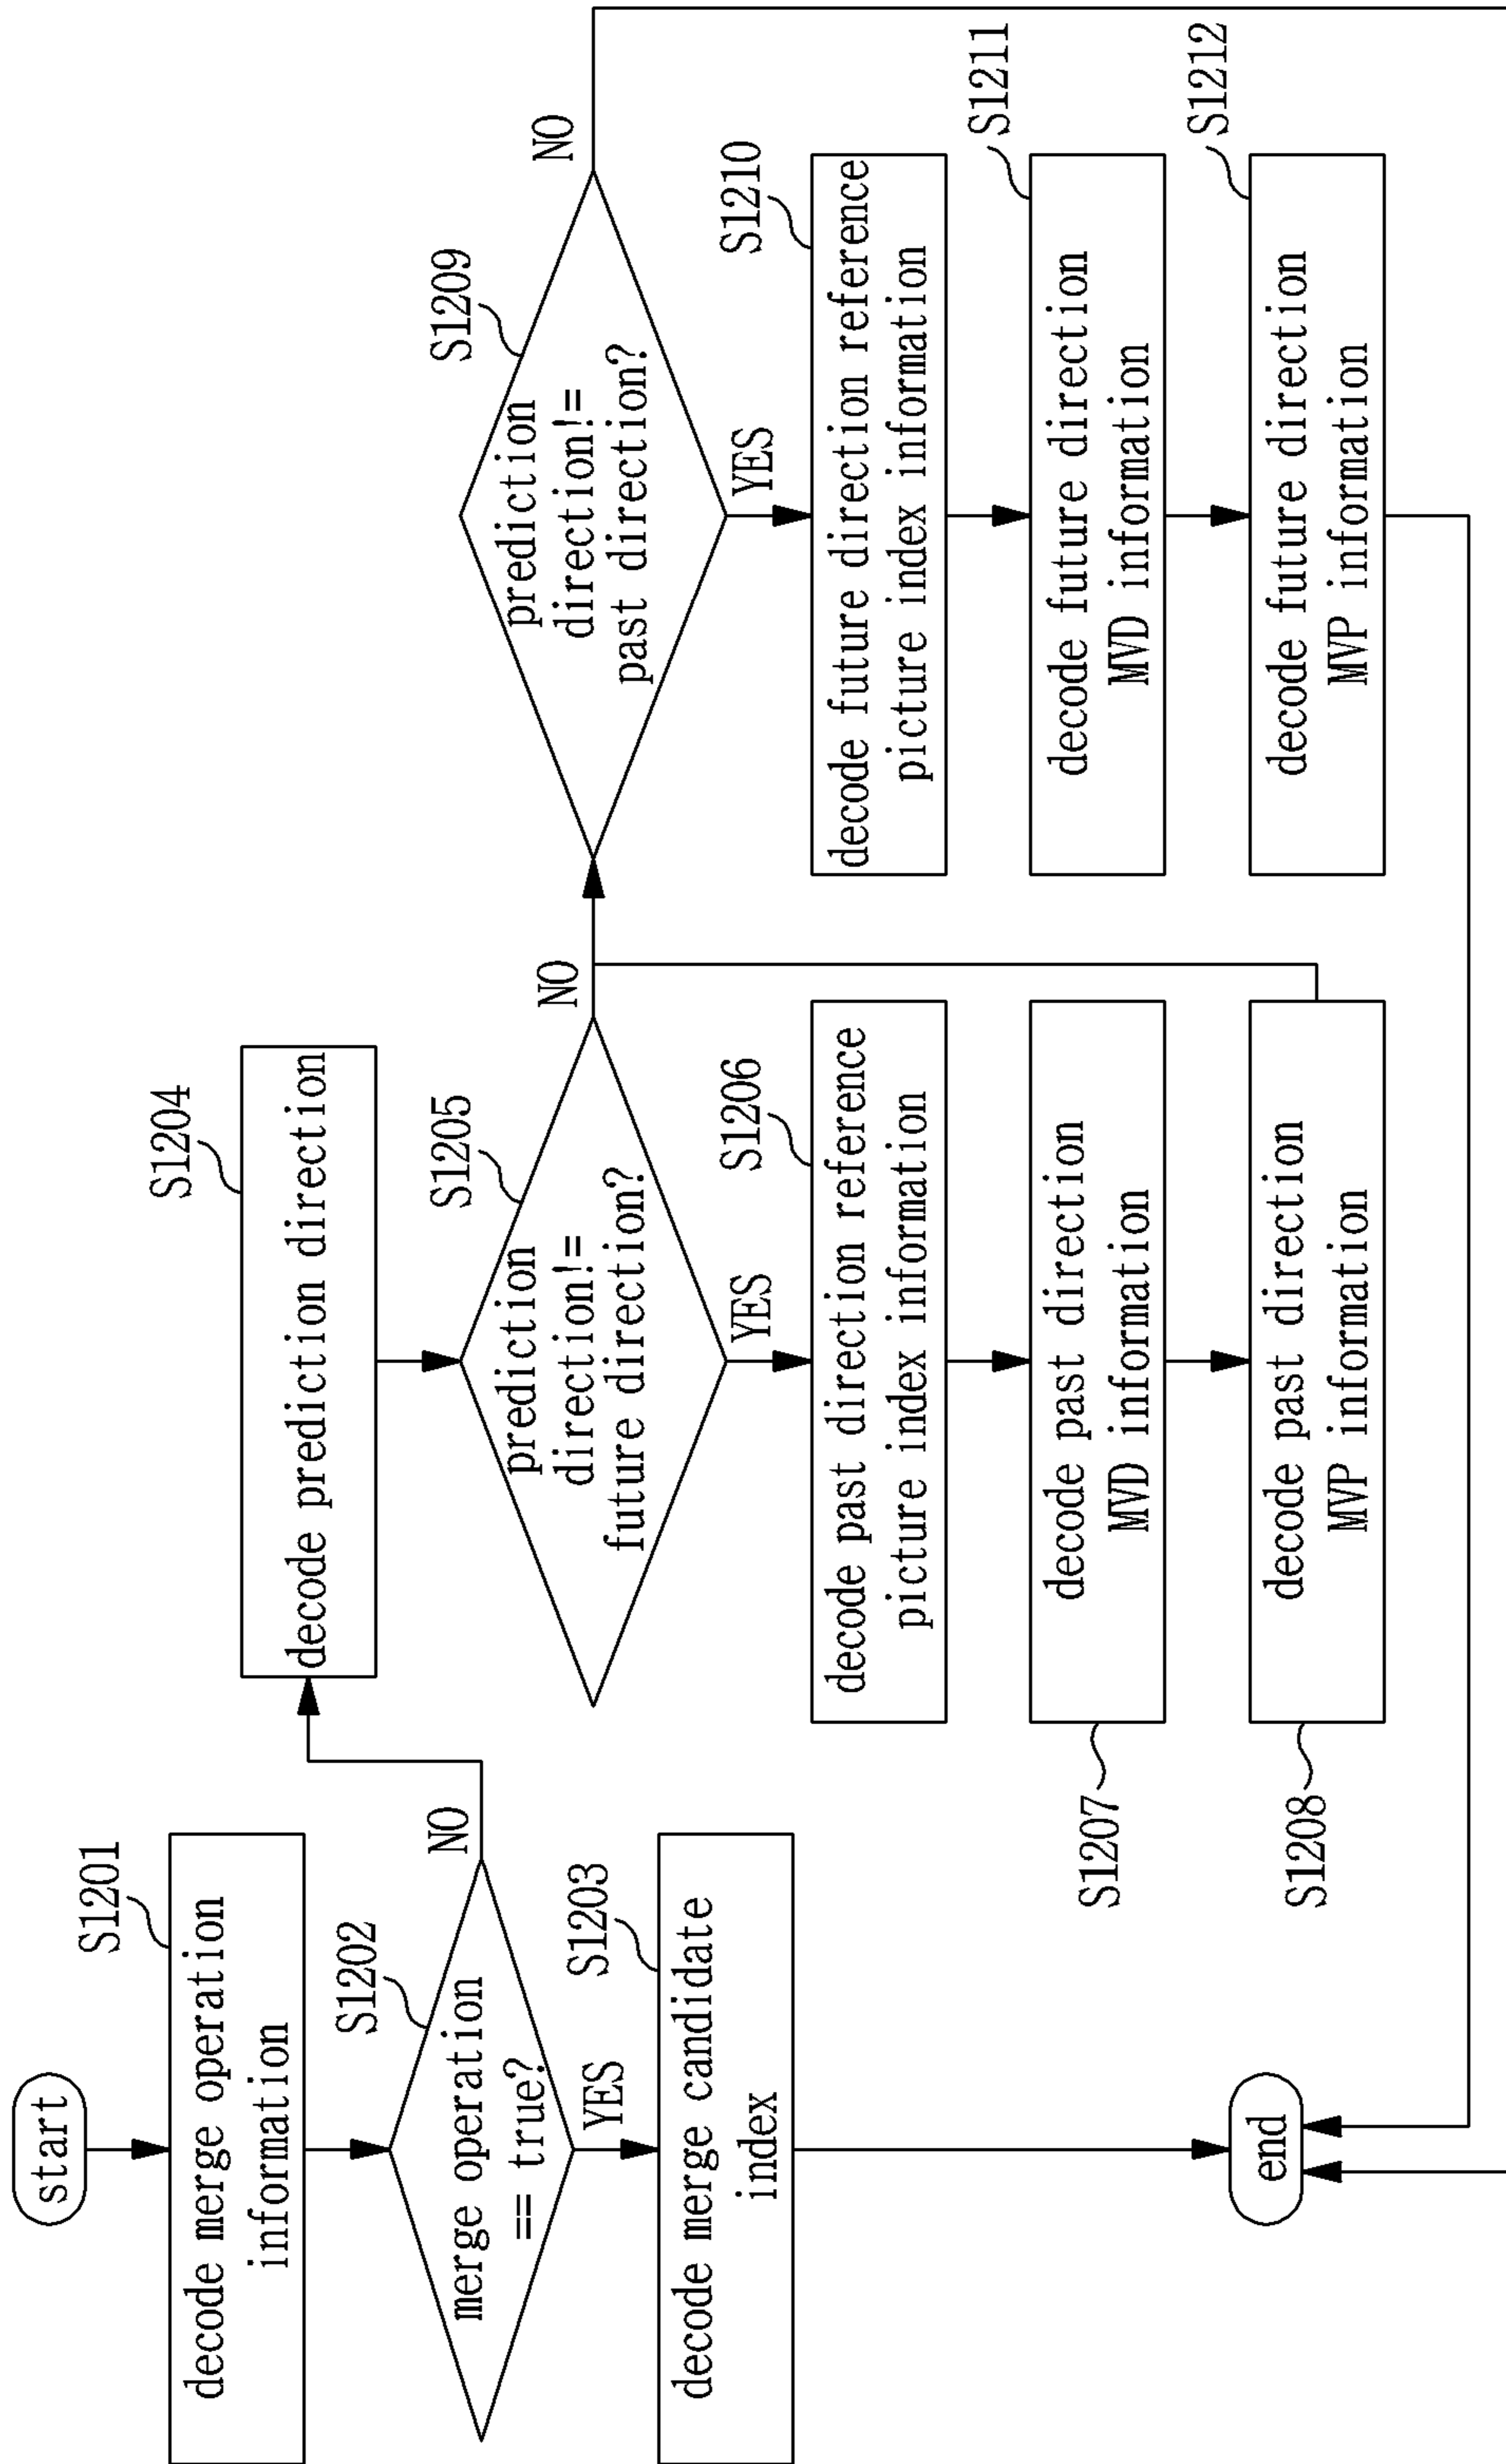 start
S1201
decode merge operation
information
S1202
merge operation
== true?
NO
YES
S1203
decode merge candidate
index
end
S1204
decode prediction direction
S1205
prediction
direction!=
future direction?
NO
YES
S1206
decode past direction reference
picture index information
S1207
decode past direction
MVD information
S1208
decode past direction
MVP information
S1209
prediction
direction!=
past direction?
NO
YES
S1210
decode future direction reference
picture index information
S1211
decode future direction
MVD information
S1212
decode future direction
MVP information